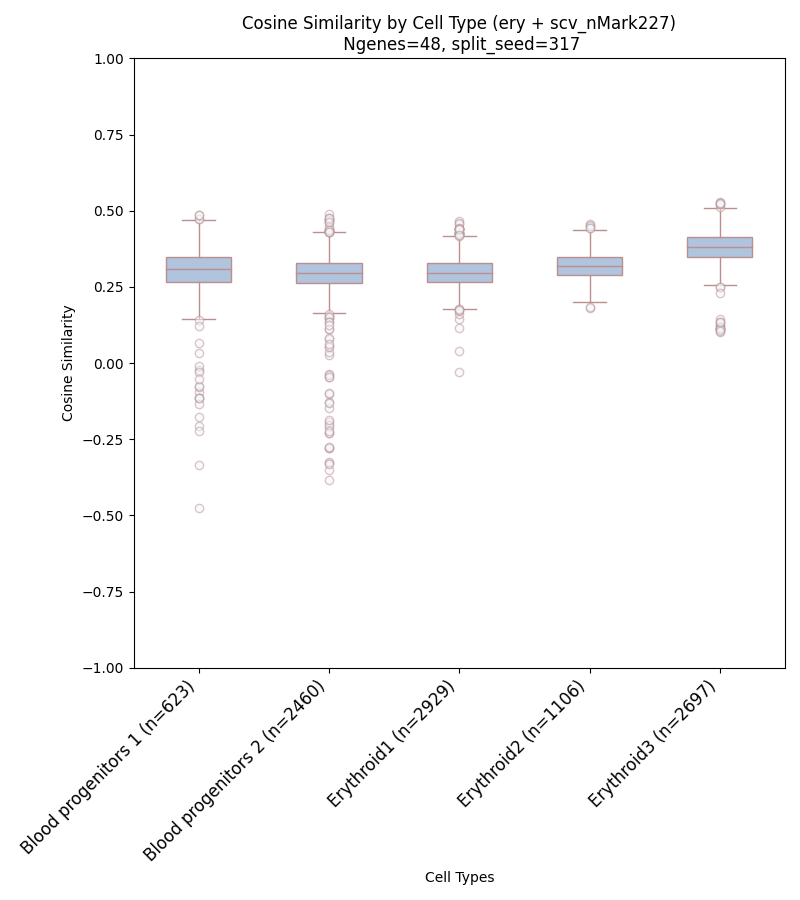 Cosine Similarity by Cell Type (ery + scv_nMark227)
Ngenes=48, split_seed=317
1.00
0.75
0.50
0.25
0.00
−0.25
−0.50
−0.75
−1.00
Cosine Similarity
Blood progenitors 1 (n=623)
Blood progenitors 2 (n=2460)
Erythroid1 (n=2929)
Erythroid2 (n=1106)
Erythroid3 (n=2697)
Cell Types